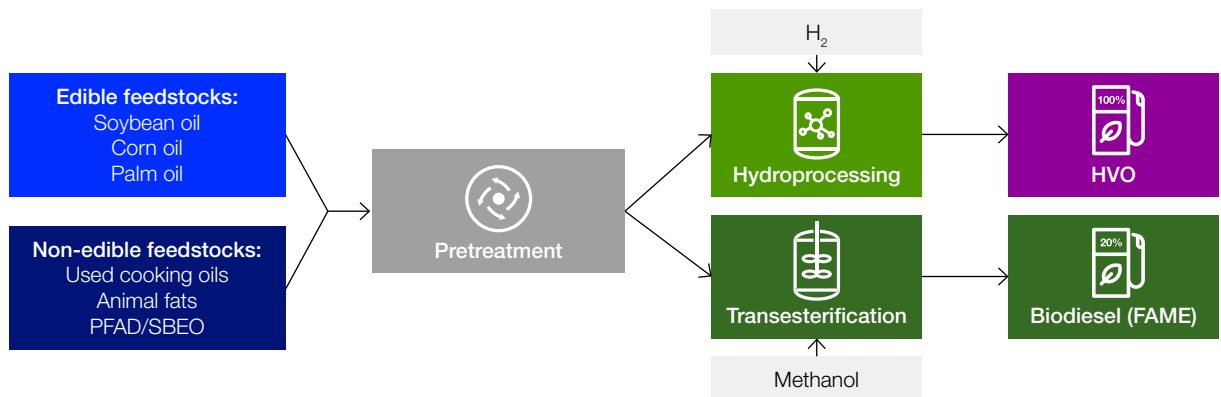 Edible feedstocks:
Soybean oil
Corn oil
Palm oil
Non-edible feedstocks:
Used cooking oils
Animal fats
PFAD/SBEO
Pretreatment
H₂
Hydroprocessing
100%
HVO
Transesterification
Methanol
20%
Biodiesel (FAME)